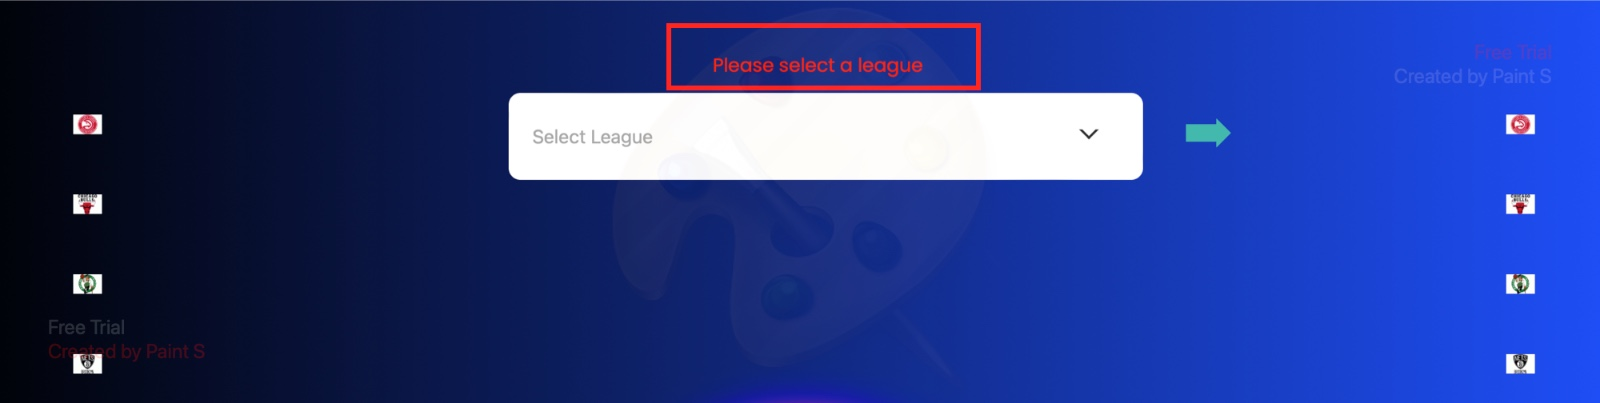 Please select a league
Free Trial
Created by Paint S
Select League
Free Trial
Created by Paint S